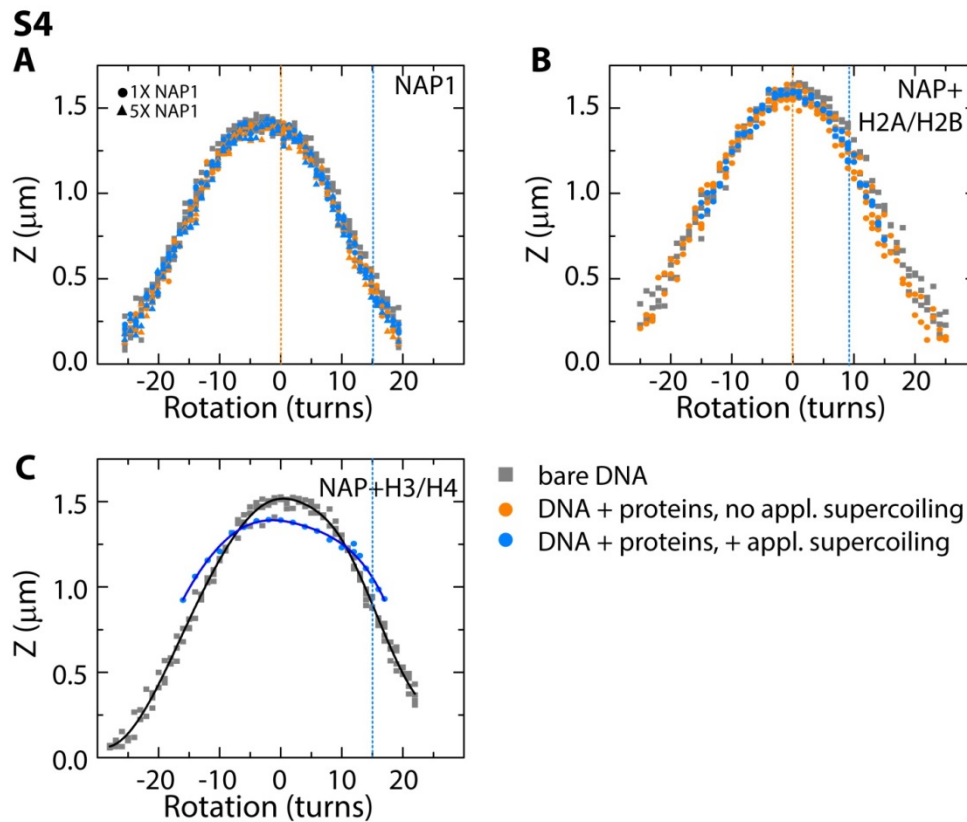 S4
A
1X NAP1
5X NAP1
NAP1
1.5
1.0
0.5
0.0
Z (μm)
-20 -10 0 10 20
Rotation (turns)
B
NAP+
H2A/H2B
1.5
1.0
0.5
0.0
Z (μm)
-20 -10 0 10 20
Rotation (turns)
C
NAP+H3/H4
1.5
1.0
0.5
0.0
Z (μm)
-20 -10 0 10 20
Rotation (turns)
bare DNA
DNA + proteins, no appl. supercoiling
DNA + proteins, + appl. supercoiling